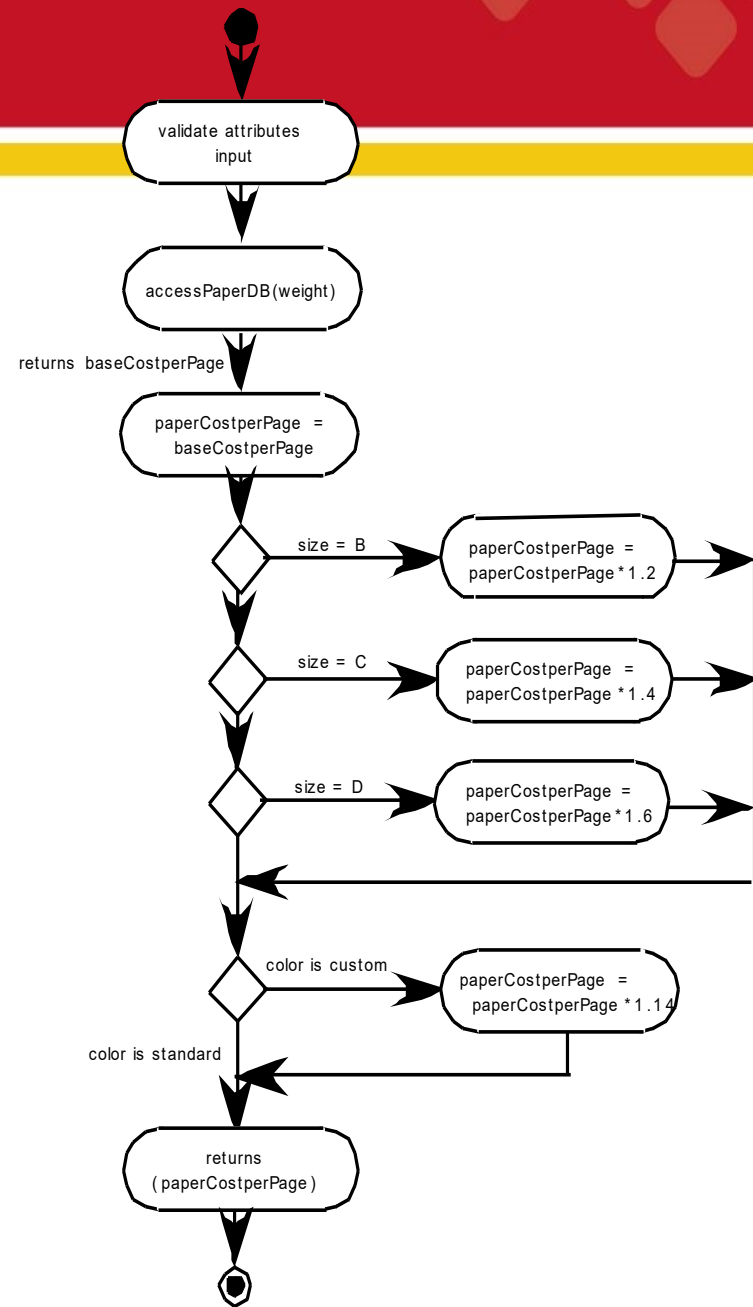 validate attributes
input
accessPaperDB(weight)
returns baseCostperPage
paperCostperPage =
baseCostperPage
size = B
paperCostperPage =
paperCostperPage*1.2
size = C
paperCostperPage =
paperCostperPage *1.4
size = D
paperCostperPage =
paperCostperPage*1.6
color is custom
paperCostperPage =
paperCostperPage *1.14
color is standard
returns
(paperCostperPage)